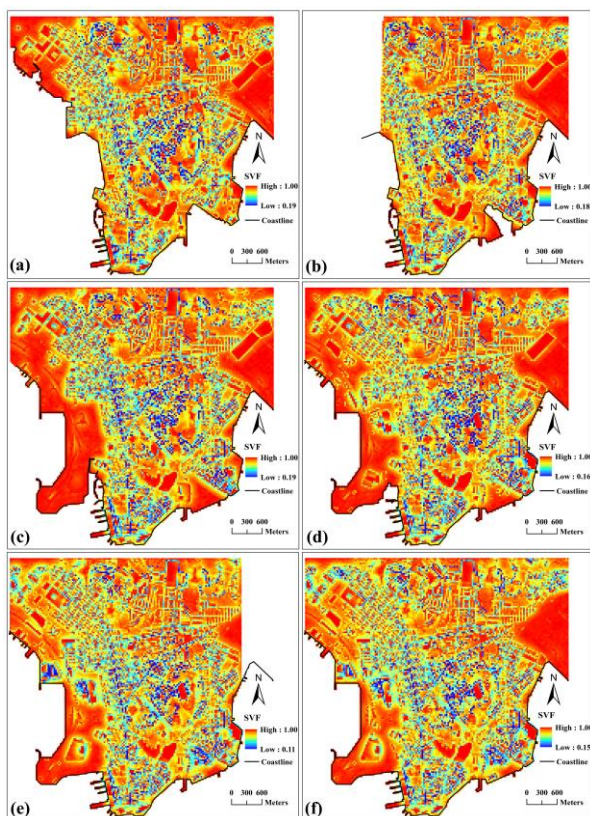 N
SVF
High : 1.00
Low : 0.19
Coastline
0 300 600
Meters
(a)
N
SVF
High : 1.00
Low : 0.18
Coastline
0 300 600
Meters
(b)
N
SVF
High : 1.00
Low : 0.19
Coastline
0 300 600
Meters
(c)
N
SVF
High : 1.00
Low : 0.16
Coastline
0 300 600
Meters
(d)
N
SVF
High : 1.00
Low : 0.11
Coastline
0 300 600
Meters
(e)
N
SVF
High : 1.00
Low : 0.15
Coastline
0 300 600
Meters
(f)